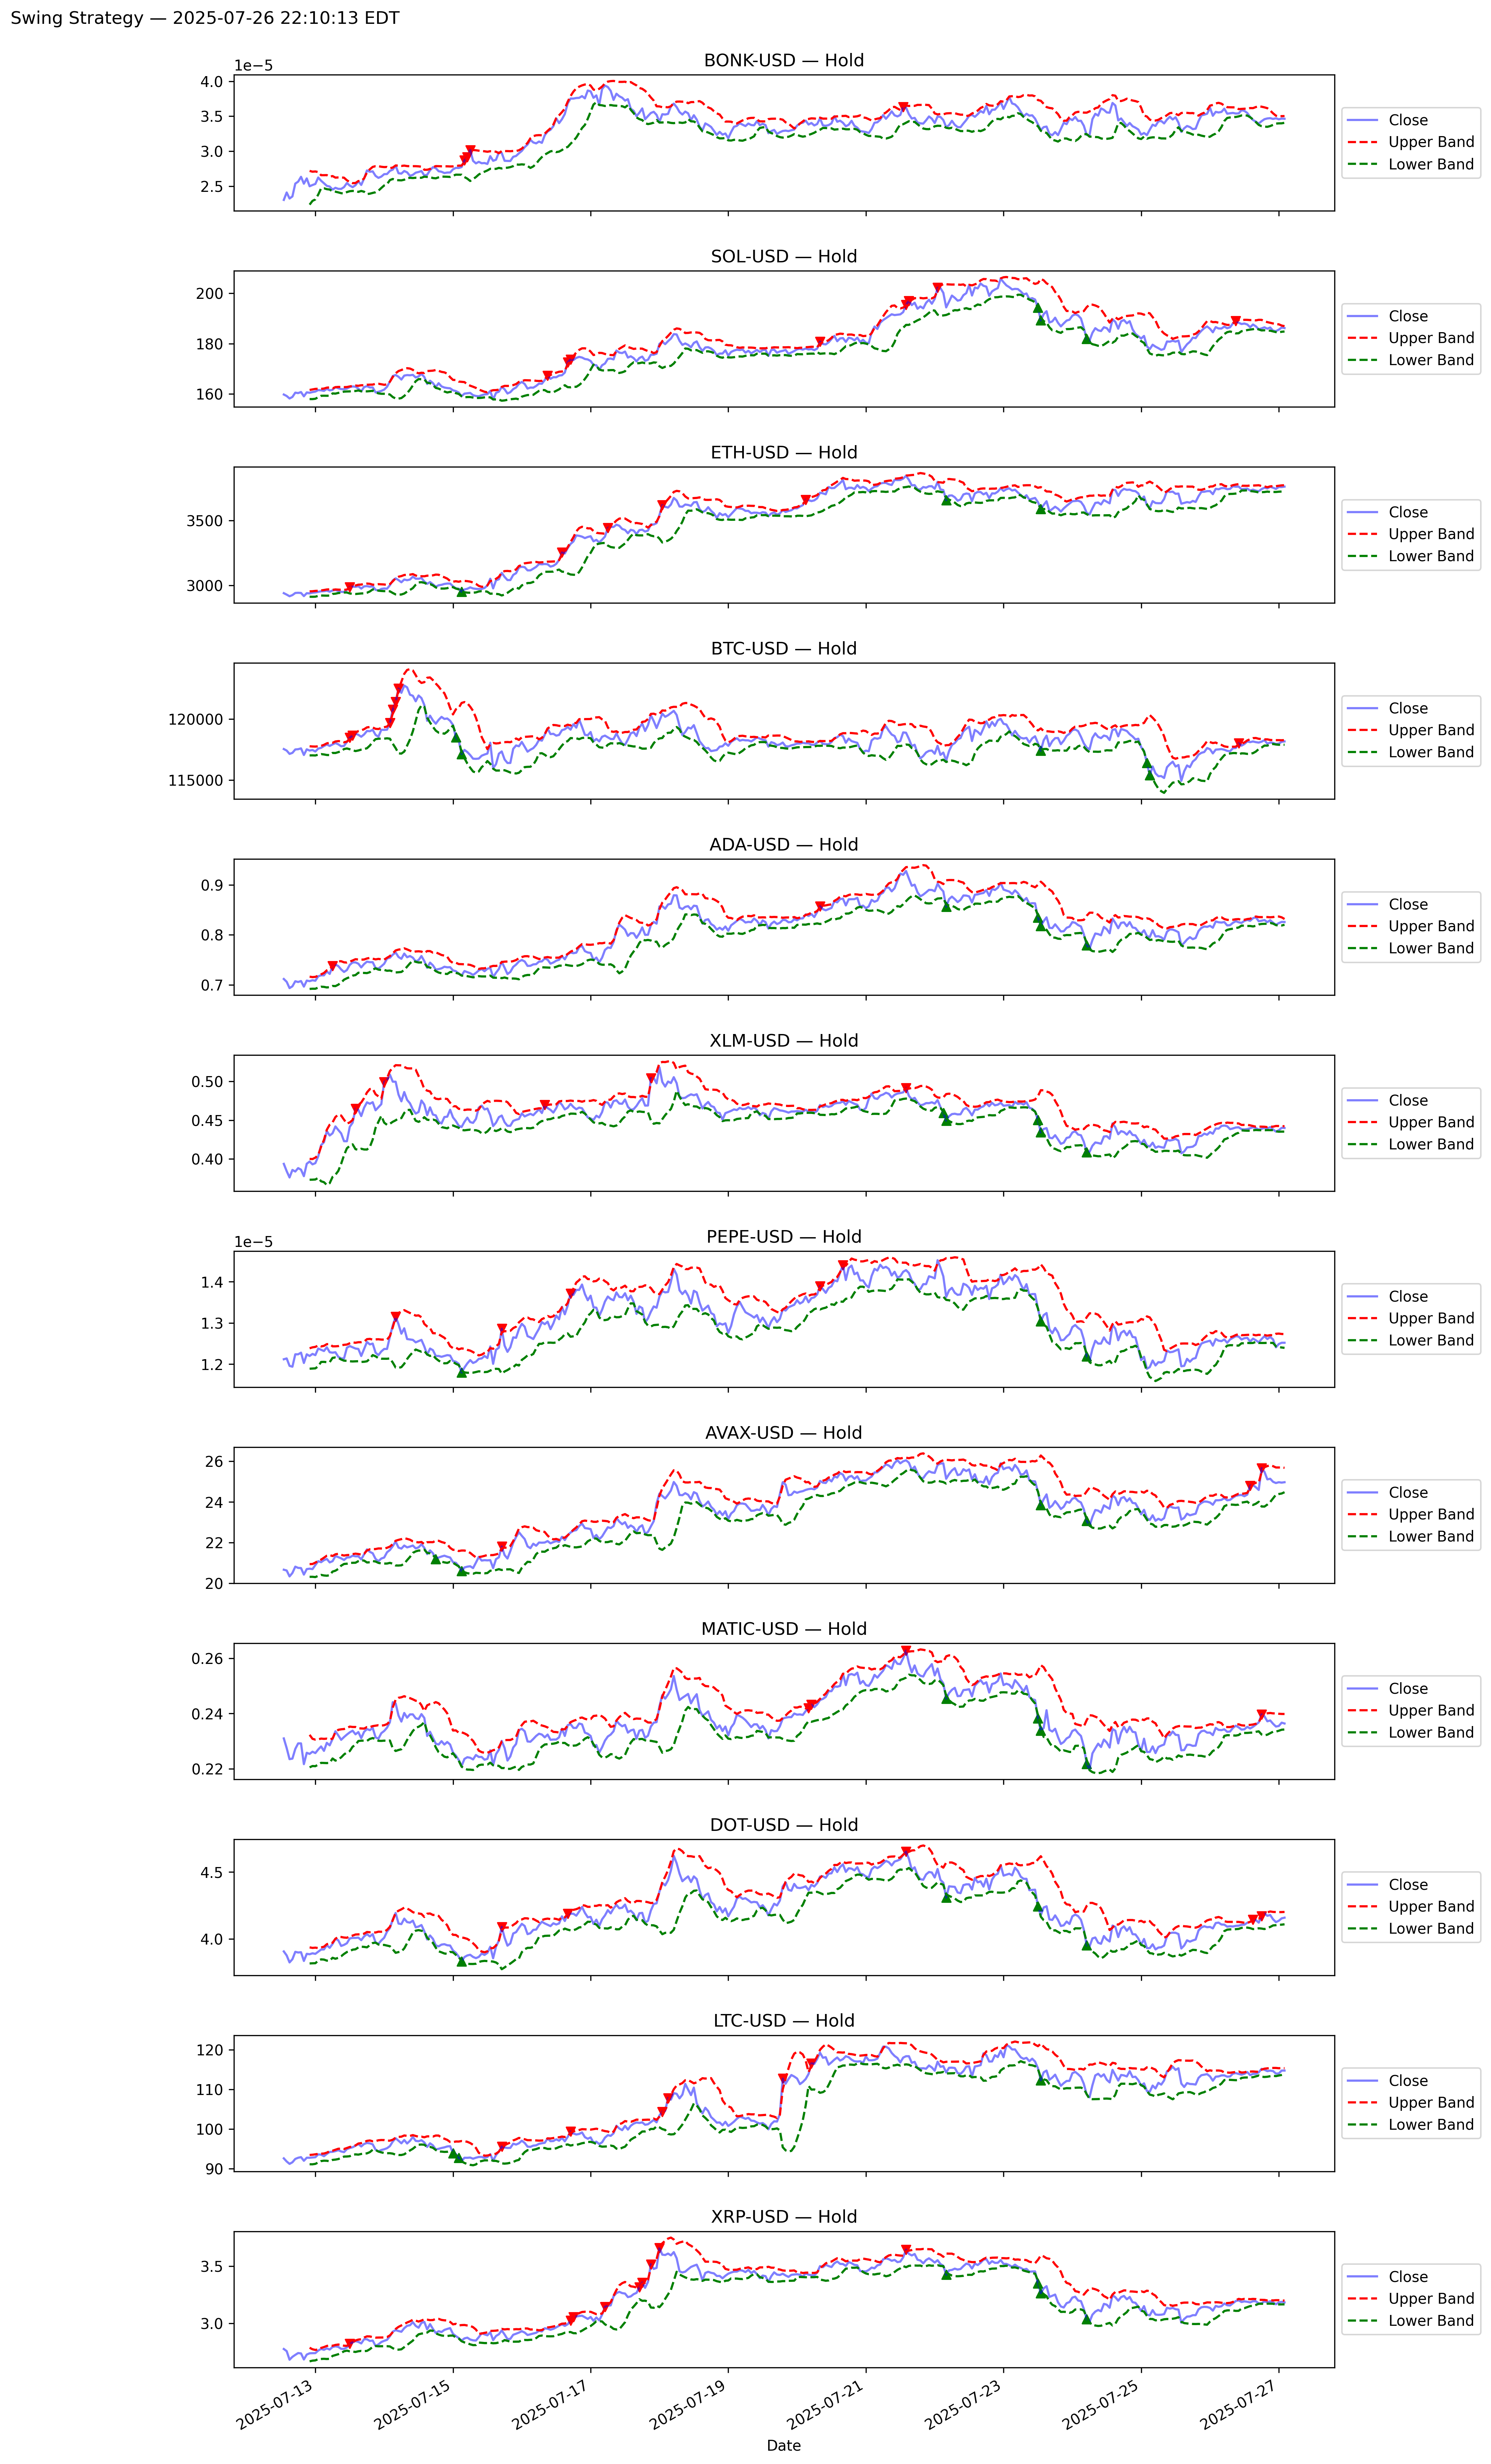 Swing Strategy — 2025-07-26 22:10:13 EDT
BONK-USD — Hold
1e−5
4.0
3.5
3.0
2.5
Close
Upper Band
Lower Band
SOL-USD — Hold
200
180
160
Close
Upper Band
Lower Band
ETH-USD — Hold
3500
3000
Close
Upper Band
Lower Band
BTC-USD — Hold
120000
115000
Close
Upper Band
Lower Band
ADA-USD — Hold
0.9
0.8
0.7
Close
Upper Band
Lower Band
XLM-USD — Hold
0.50
0.45
0.40
Close
Upper Band
Lower Band
PEPE-USD — Hold
1e−5
1.4
1.3
1.2
Close
Upper Band
Lower Band
AVAX-USD — Hold
26
24
22
20
Close
Upper Band
Lower Band
MATIC-USD — Hold
0.26
0.24
0.22
Close
Upper Band
Lower Band
DOT-USD — Hold
4.5
4.0
Close
Upper Band
Lower Band
LTC-USD — Hold
120
110
100
90
Close
Upper Band
Lower Band
XRP-USD — Hold
3.5
3.0
Close
Upper Band
Lower Band
2025-07-13
2025-07-15
2025-07-17
2025-07-19
2025-07-21
2025-07-23
2025-07-25
2025-07-27
Date